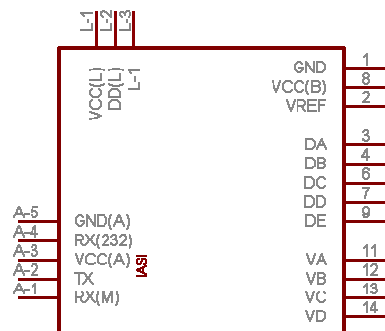 L-1
L-2
L-3
VCC(L)
DD(L)
L-1
GND 1
VCC(B) 8
VREF 2
DA 3
DB 4
DC 6
DD 7
DE 9
A-5 GND(A)
A-4 RX(232)
A-3 VCC(A)
A-2 TX
A-1 RX(M)
IASI
VA 11
VB 12
VC 13
VD 14